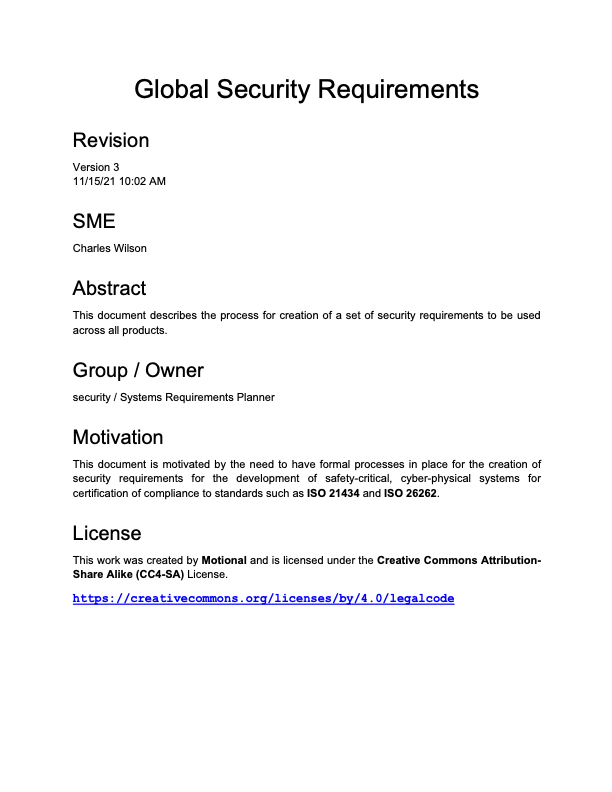 Global Security Requirements
Revision
Version 3
11/15/21 10:02 AM
SME
Charles Wilson
Abstract
This document describes the process for creation of a set of security requirements to be used
across all products.
Group / Owner
security / Systems Requirements Planner
Motivation
This document is motivated by the need to have formal processes in place for the creation of
security requirements for the development of safety-critical, cyber-physical systems for
certification of compliance to standards such as ISO 21434 and ISO 26262.
License
This work was created by Motional and is licensed under the Creative Commons Attribution-
Share Alike (CC4-SA) License.
https://creativecommons.org/licenses/by/4.0/legalcode